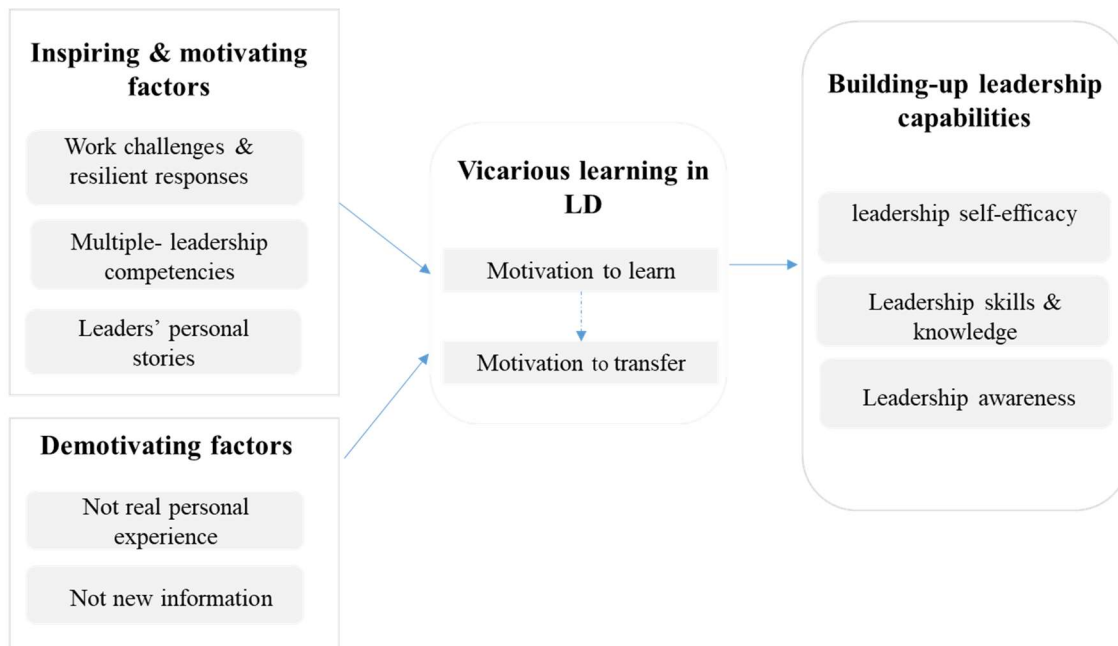 Inspiring & motivating
factors
Work challenges &
resilient responses
Multiple- leadership
competencies
Leaders’ personal
stories
Demotivating factors
Not real personal
experience
Not new information
Vicarious learning in
LD
Motivation to learn
Motivation to transfer
Building-up leadership
capabilities
leadership self-efficacy
Leadership skills &
knowledge
Leadership awareness